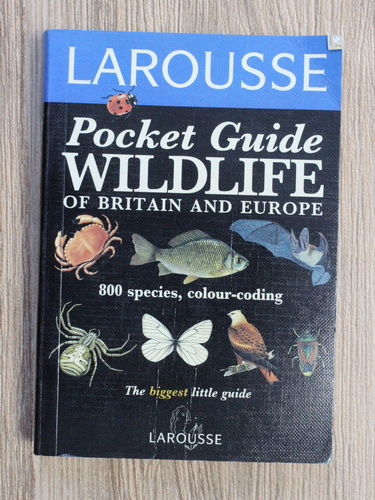 LAROUSSE
Pocket Guide
WILDLIFE
OF BRITAIN AND EUROPE
800 species, colour-coding
The biggest little guide
LAROUSSE